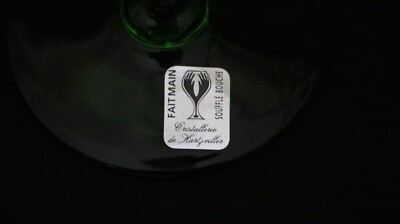 FAIT MAIN
SOUFFLÉ BOUCHE
Cristallerie
de Hartzviller